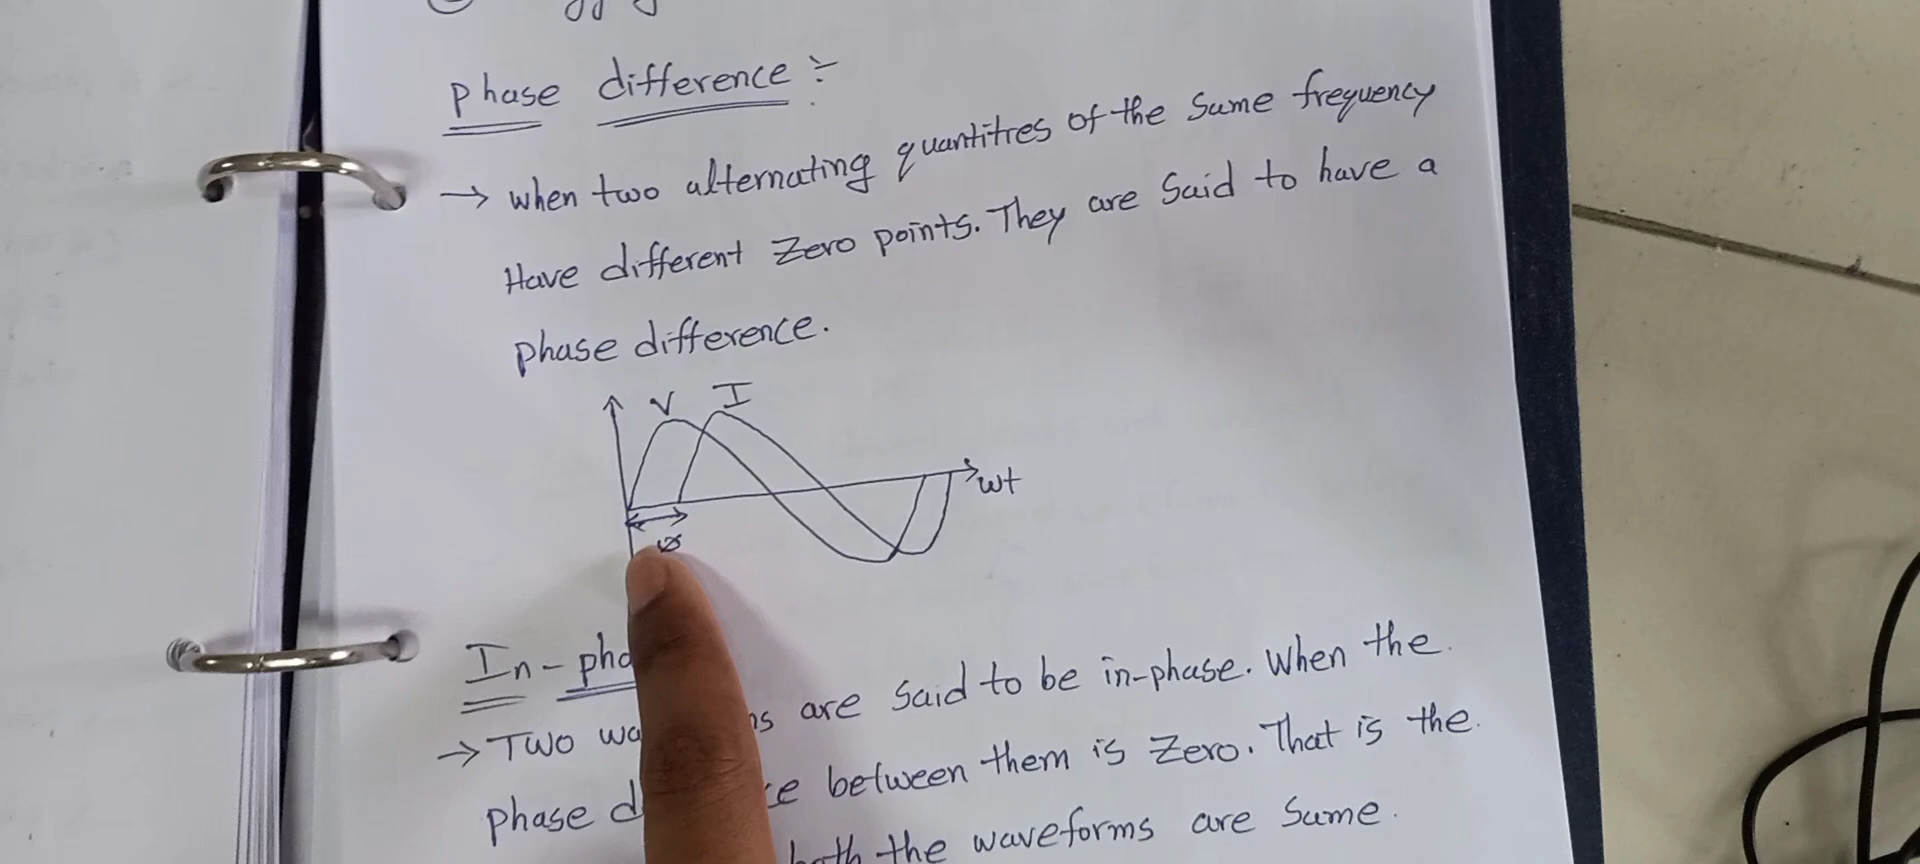 Phase difference :-
→ when two alternating quantitres of the Same frequency
Have different Zero points. They are Said to have a
phase difference.
V I
wt
ø
In-pha
→ Two wa are Said to be in-phase. When the
phase d between them is Zero. That is the
both the waveforms are Same.